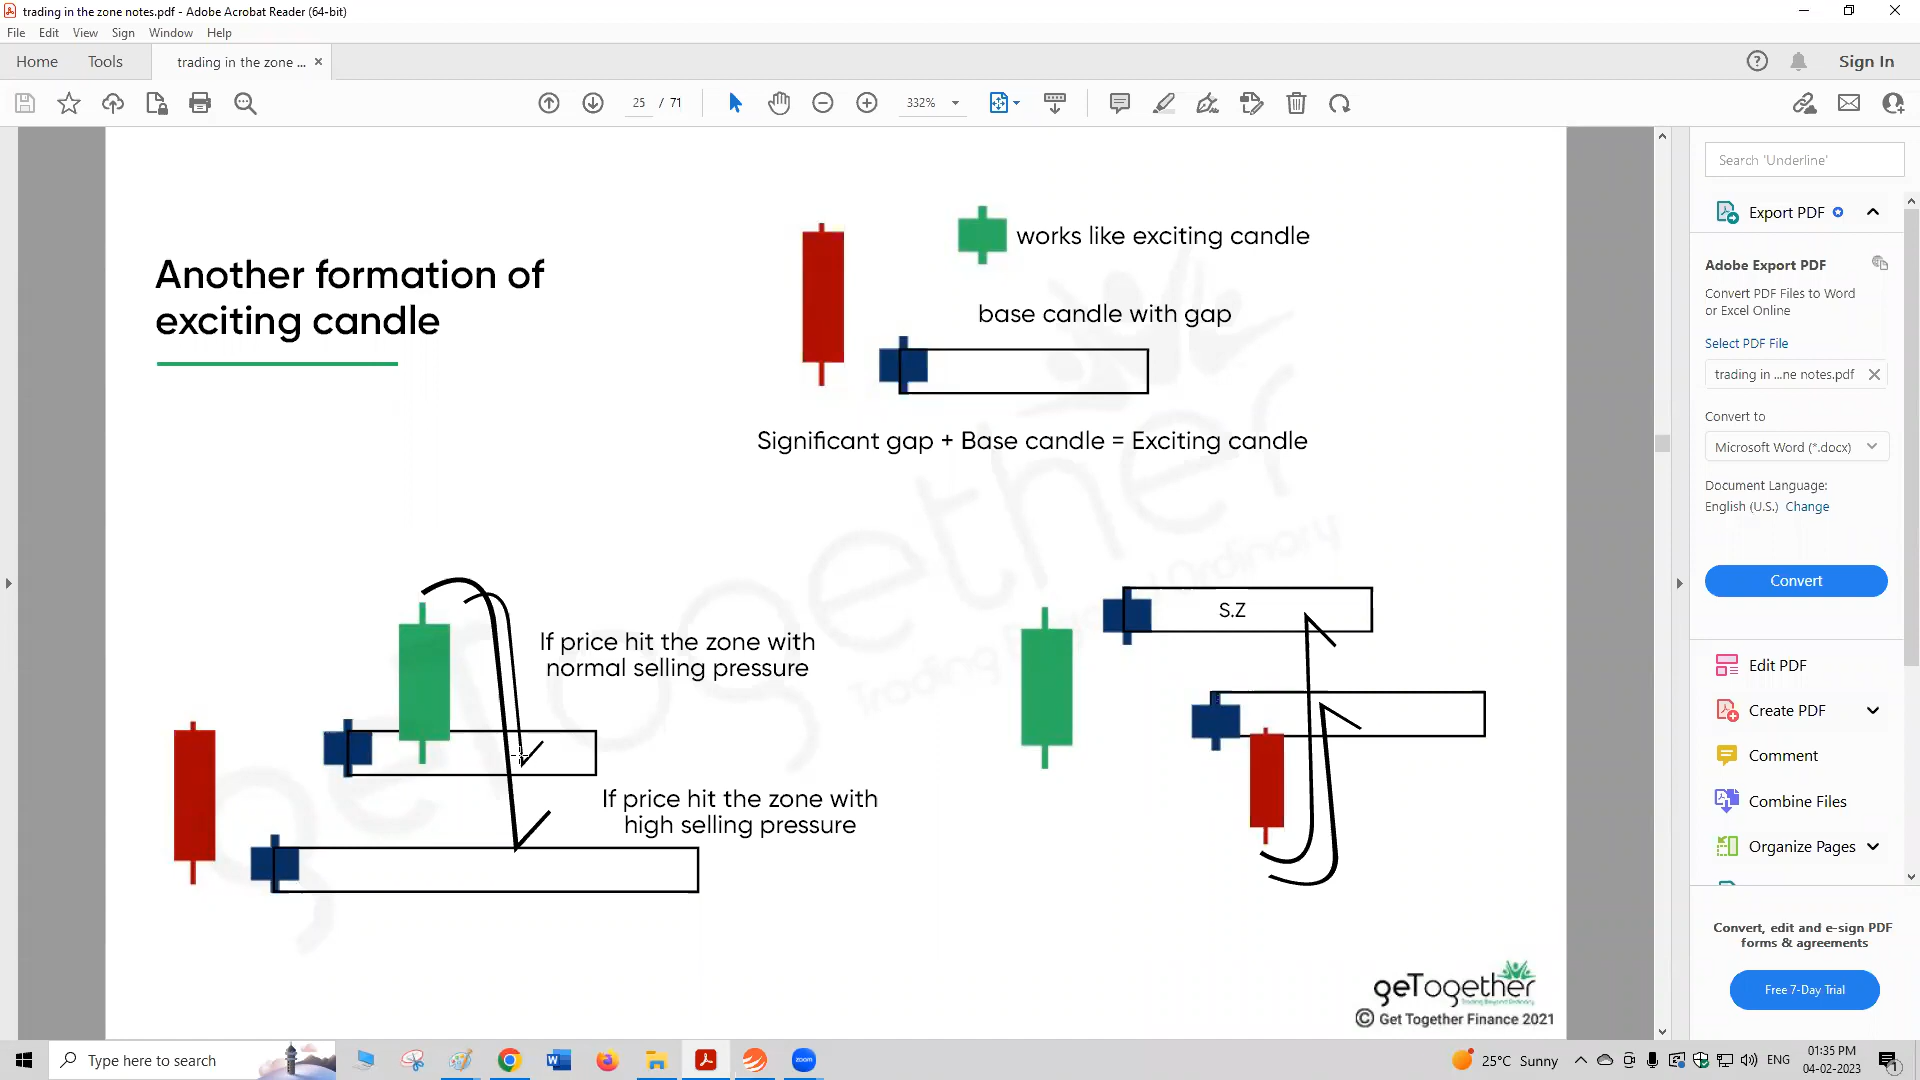 trading in the zone notes.pdf - Adobe Acrobat Reader (64-bit)
File Edit View Sign Window Help
Home Tools trading in the zone ... × Sign In
25 / 71 332%
Search 'Underline'
Another formation of
exciting candle
works like exciting candle
base candle with gap
Significant gap + Base candle = Exciting candle
If price hit the zone with
normal selling pressure
If price hit the zone with
high selling pressure
S.Z
getogether
geTogether
Trading Beyond Ordinary
© Get Together Finance 2021
Export PDF
Adobe Export PDF
Convert PDF Files to Word
or Excel Online
Select PDF File
trading in ...ne notes.pdf
Convert to
Microsoft Word (*.docx)
Document Language:
English (U.S.) Change
Convert
Edit PDF
Create PDF
Comment
Combine Files
Organize Pages
Convert, edit and e-sign PDF
forms & agreements
Free 7-Day Trial
Type here to search
25°C Sunny
ENG
01:35 PM
04-02-2023